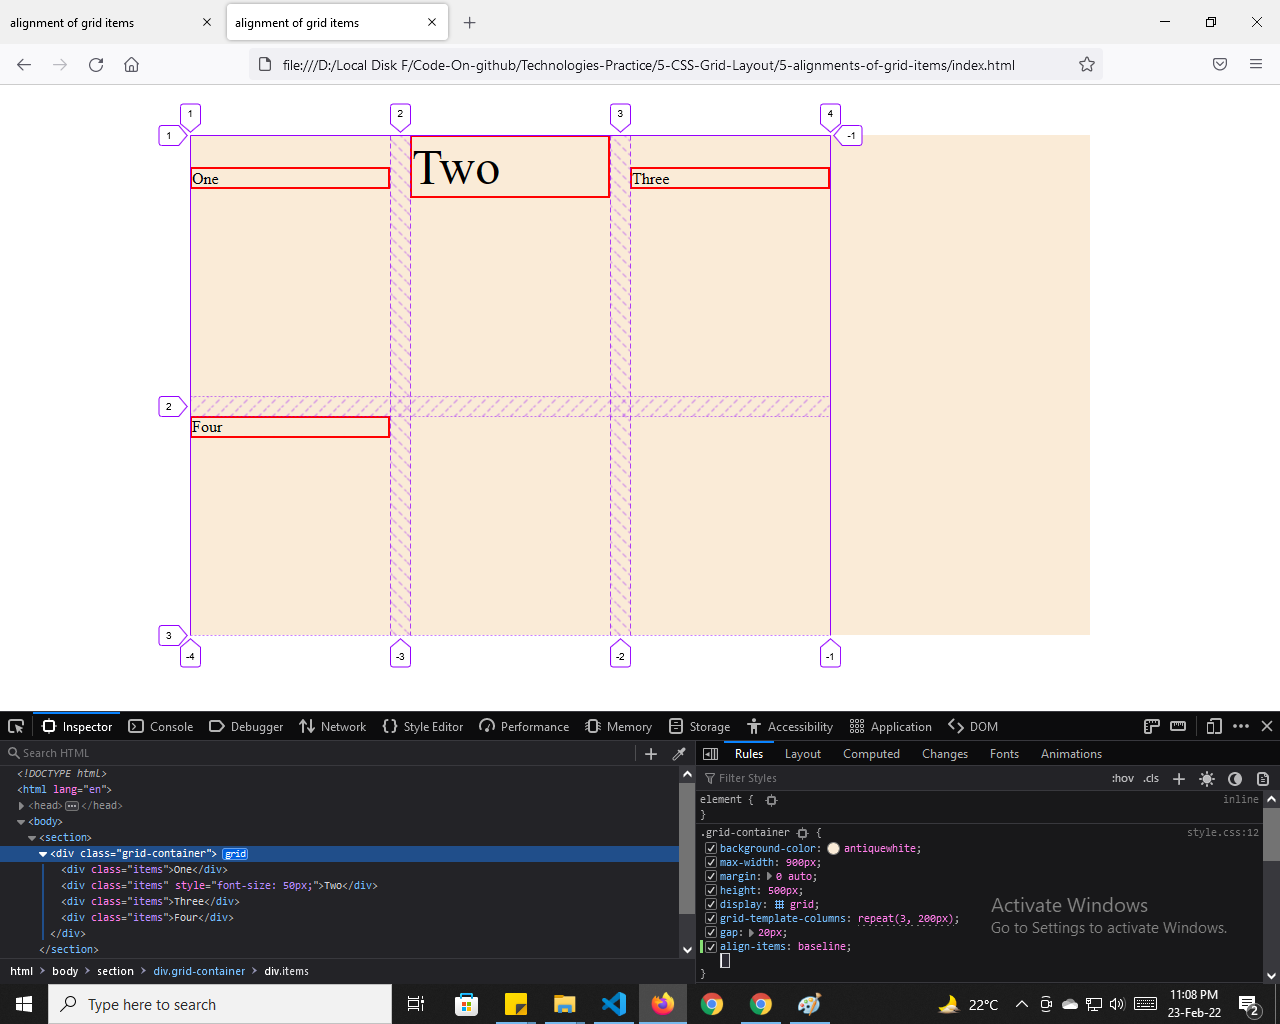 alignment of grid items
alignment of grid items
file:///D:/Local Disk F/Code-On-github/Technologies-Practice/5-CSS-Grid-Layout/5-alignments-of-grid-items/index.html
1 2 3 4
1 -1
One Two Three
2
Four
3
-4 -3 -2 -1
Inspector Console Debugger Network Style Editor Performance Memory Storage Accessibility Application DOM
Search HTML
<!DOCTYPE html>
<html lang="en">
<head> </head>
<body>
<section>
<div class="grid-container"> grid
<div class="items">One</div>
<div class="items" style="font-size: 50px;">Two</div>
<div class="items">Three</div>
<div class="items">Four</div>
</div>
</section>
html > body > section > div.grid-container > div.items
Rules Layout Computed Changes Fonts Animations
Filter Styles :hov .cls
element { inline
}
.grid-container { style.css:12
background-color: antiquewhite;
max-width: 900px;
margin: 0 auto;
height: 500px;
display: grid;
grid-template-columns: repeat(3, 200px);
gap: 20px;
align-items: baseline;
}
Activate Windows
Go to Settings to activate Windows.
Type here to search
22°C
11:08 PM
23-Feb-22
2